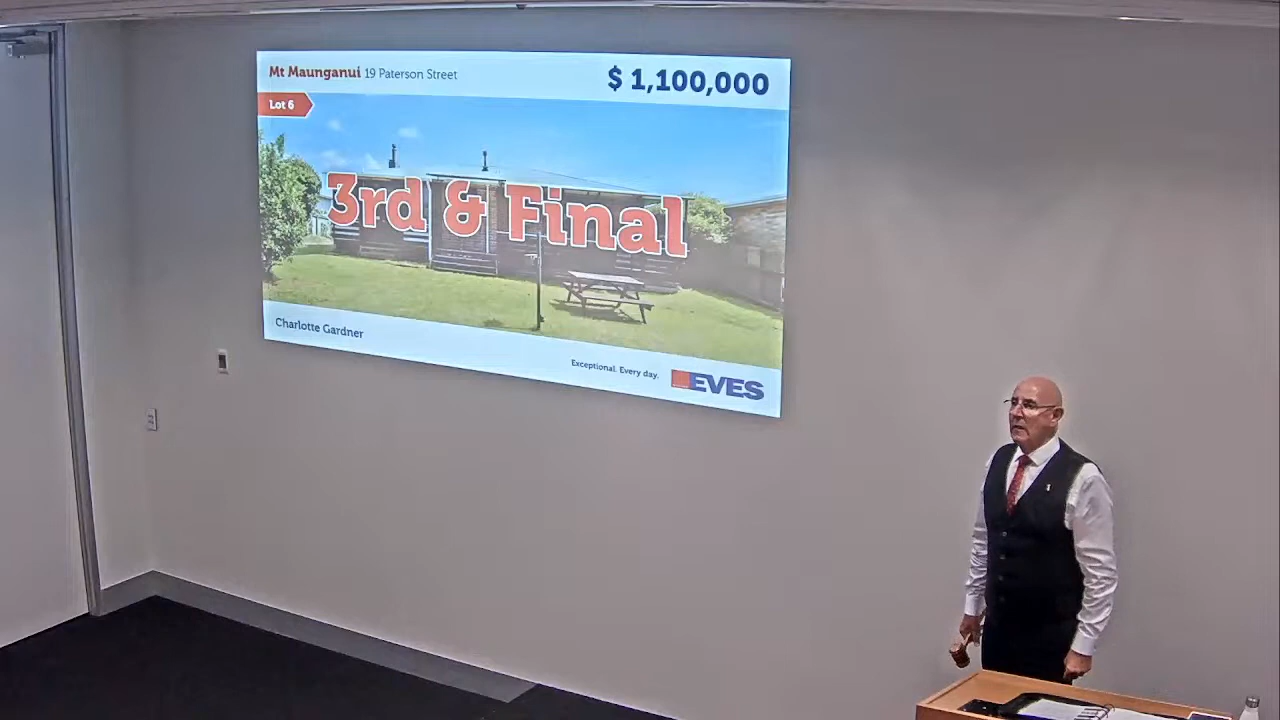 Mt Maunganui 19 Paterson Street
$ 1,100,000
Lot 6
3rd & Final
Charlotte Gardner
Exceptional. Every day.
EVES